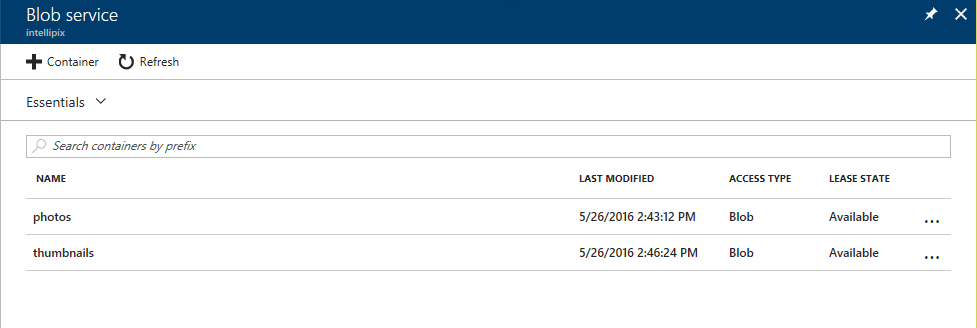 Blob service
intellipix
Container Refresh
Essentials
Search containers by prefix
NAME LAST MODIFIED ACCESS TYPE LEASE STATE
photos 5/26/2016 2:43:12 PM Blob Available ...
thumbnails 5/26/2016 2:46:24 PM Blob Available ...